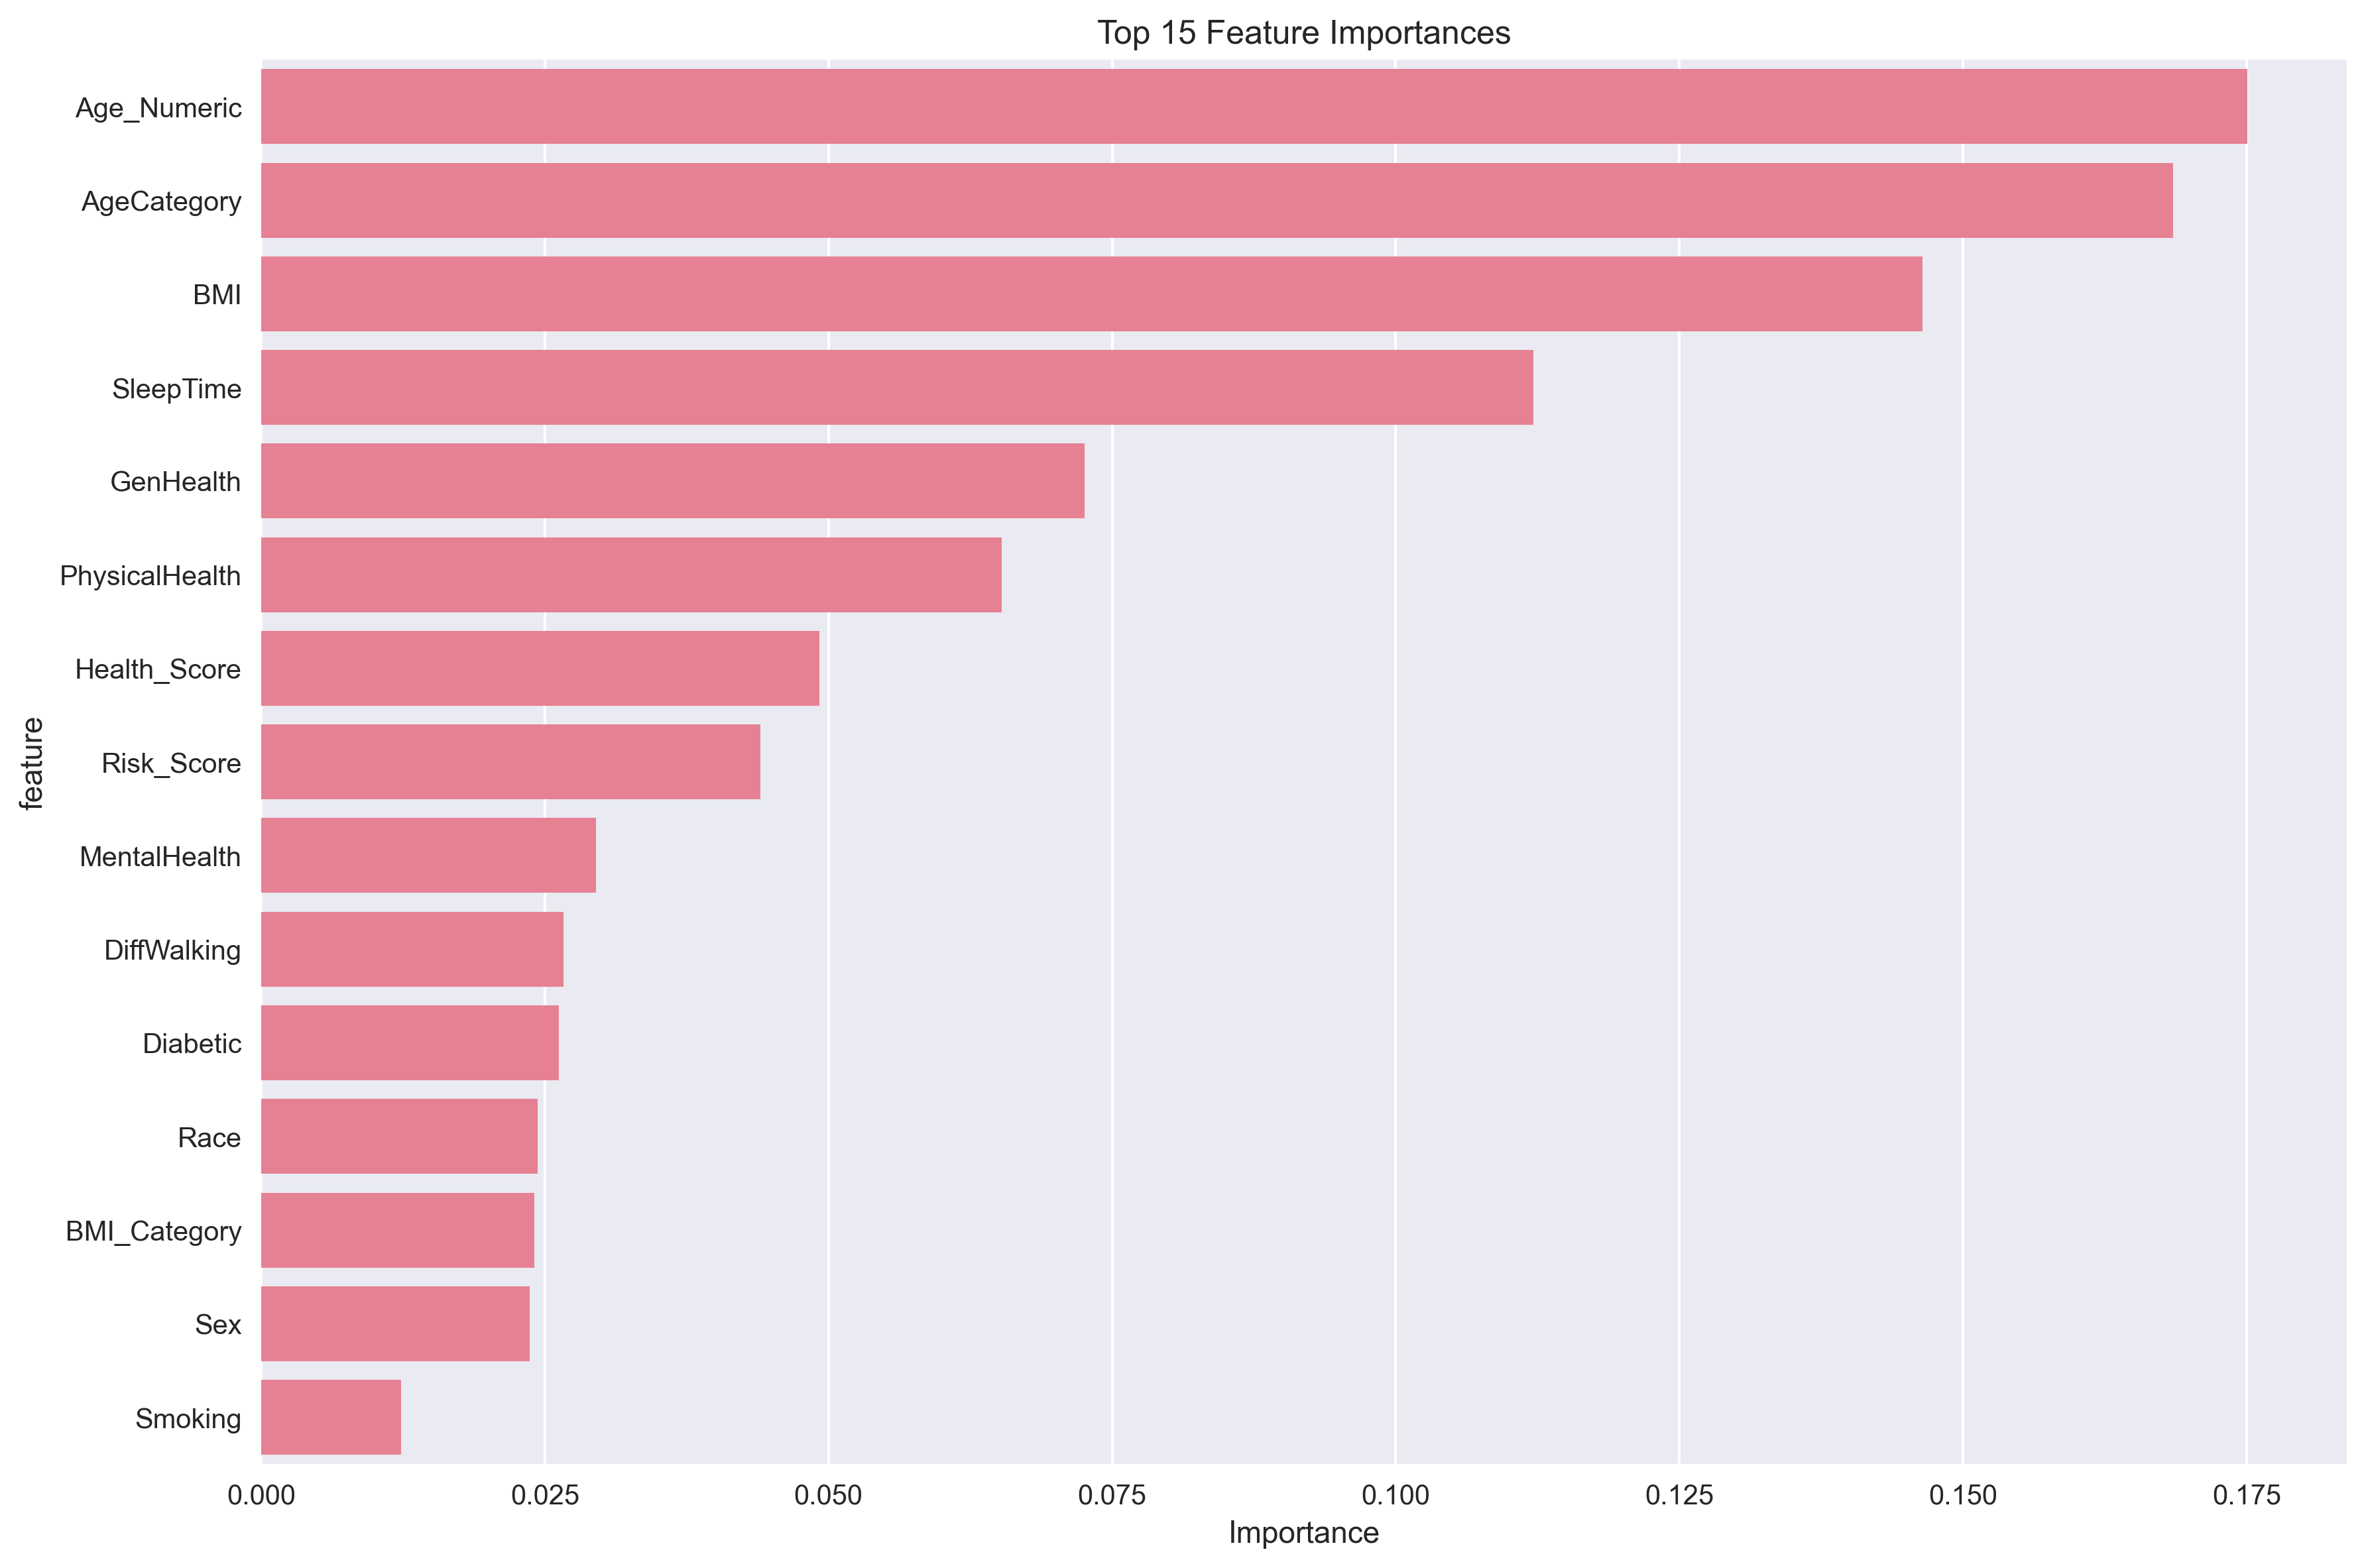 Top 15 Feature Importances
feature
Age_Numeric
AgeCategory
BMI
SleepTime
GenHealth
PhysicalHealth
Health_Score
Risk_Score
MentalHealth
DiffWalking
Diabetic
Race
BMI_Category
Sex
Smoking
0.000 0.025 0.050 0.075 0.100 0.125 0.150 0.175
Importance